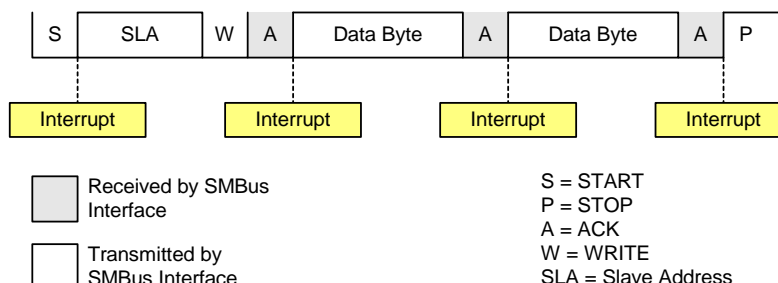 S SLA W A Data Byte A Data Byte A P
Interrupt Interrupt Interrupt Interrupt
Received by SMBus
Interface
Transmitted by
SMBus Interface
S = START
P = STOP
A = ACK
W = WRITE
SLA = Slave Address